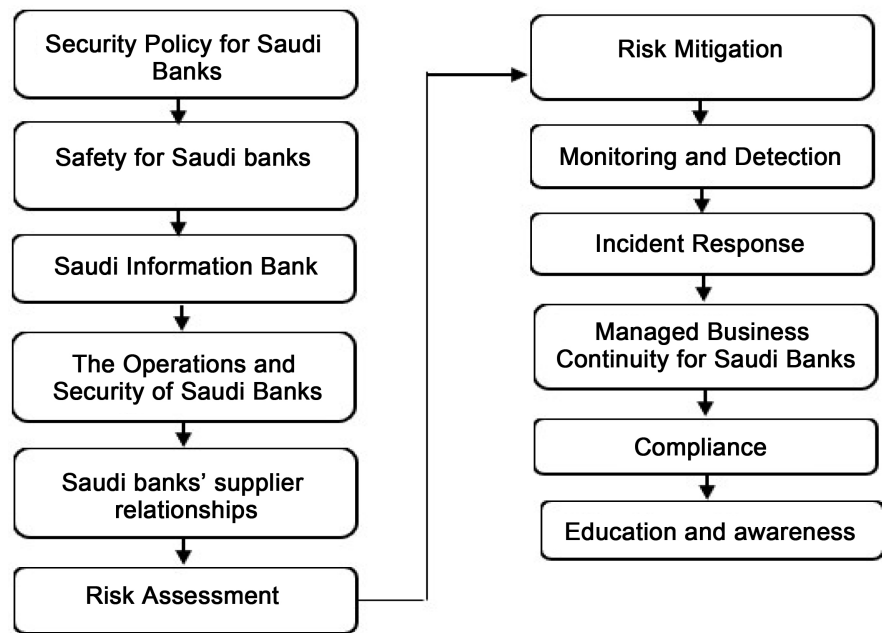 Security Policy for Saudi
Banks
Safety for Saudi banks
Saudi Information Bank
The Operations and
Security of Saudi Banks
Saudi banks’ supplier
relationships
Risk Assessment
Risk Mitigation
Monitoring and Detection
Incident Response
Managed Business
Continuity for Saudi Banks
Compliance
Education and awareness